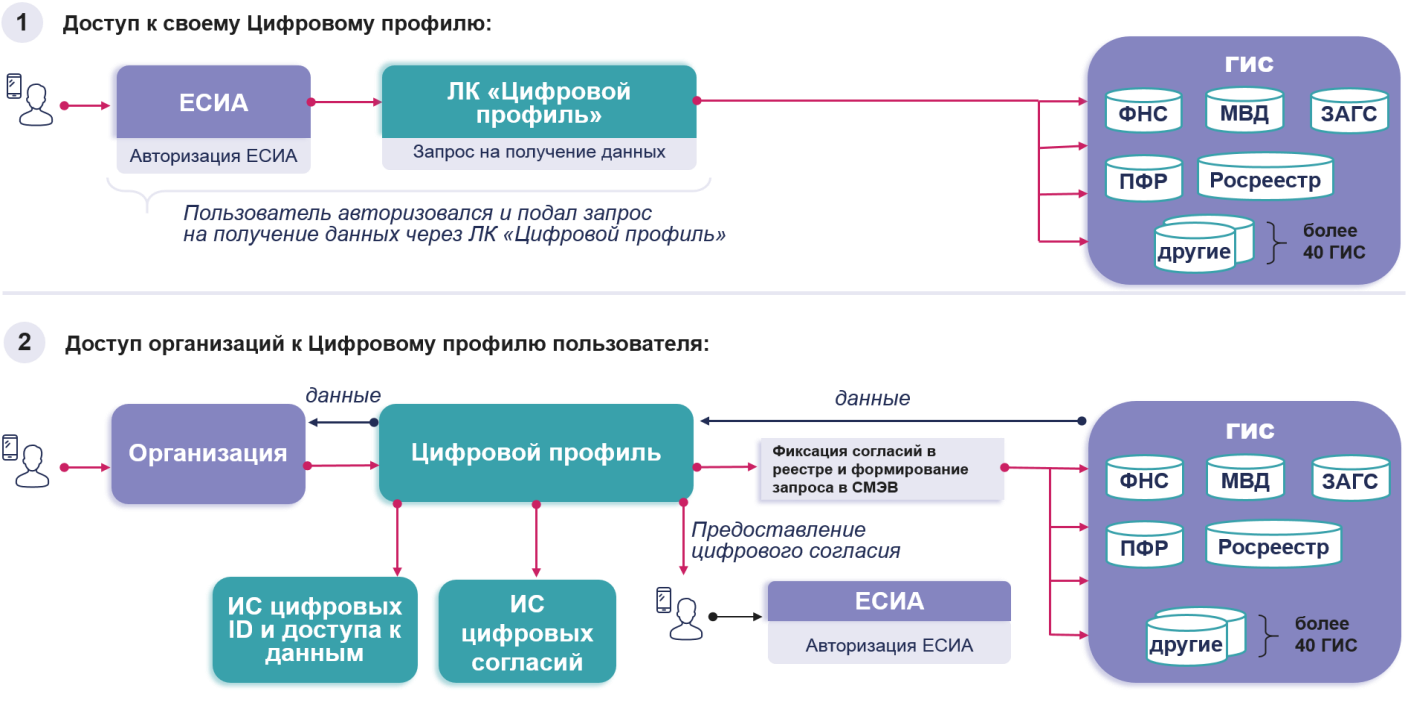 1
Доступ к своему Цифровому профилю:
ЕСИА
Авторизация ЕСИА
ЛК «Цифровой
профиль»
Запрос на получение данных
Пользователь авторизовался и подал запрос
на получение данных через ЛК «Цифровой профиль»
ГИС
ФНС
МВД
ЗАГС
ПФР
Росреестр
другие
более
40 ГИС
2
Доступ организаций к Цифровому профилю пользователя:
Организация
данные
Цифровой профиль
данные
Фиксация согласий в
реестре и формирование
запроса в СМЭВ
Предоставление
цифрового согласия
ИС цифровых
ID и доступа к
данным
ИС
цифровых
согласий
ЕСИА
Авторизация ЕСИА
ГИС
ФНС
МВД
ЗАГС
ПФР
Росреестр
другие
более
40 ГИС